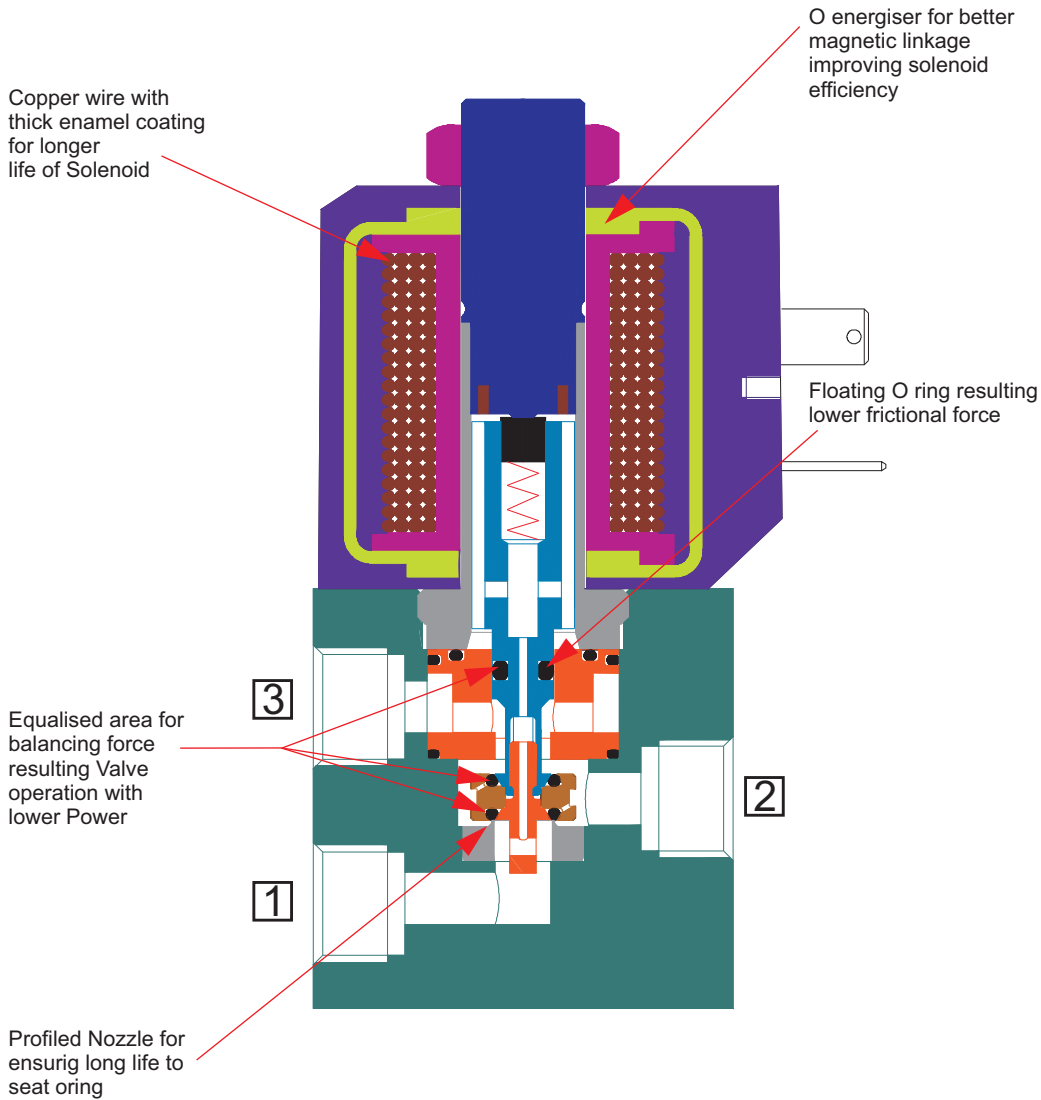 O energiser for better
magnetic linkage
improving solenoid
efficiency
Copper wire with
thick enamel coating
for longer
life of Solenoid
Floating O ring resulting
lower frictional force
3
Equalised area for
balancing force
resulting Valve
operation with
lower Power
2
1
Profiled Nozzle for
ensurig long life to
seat oring